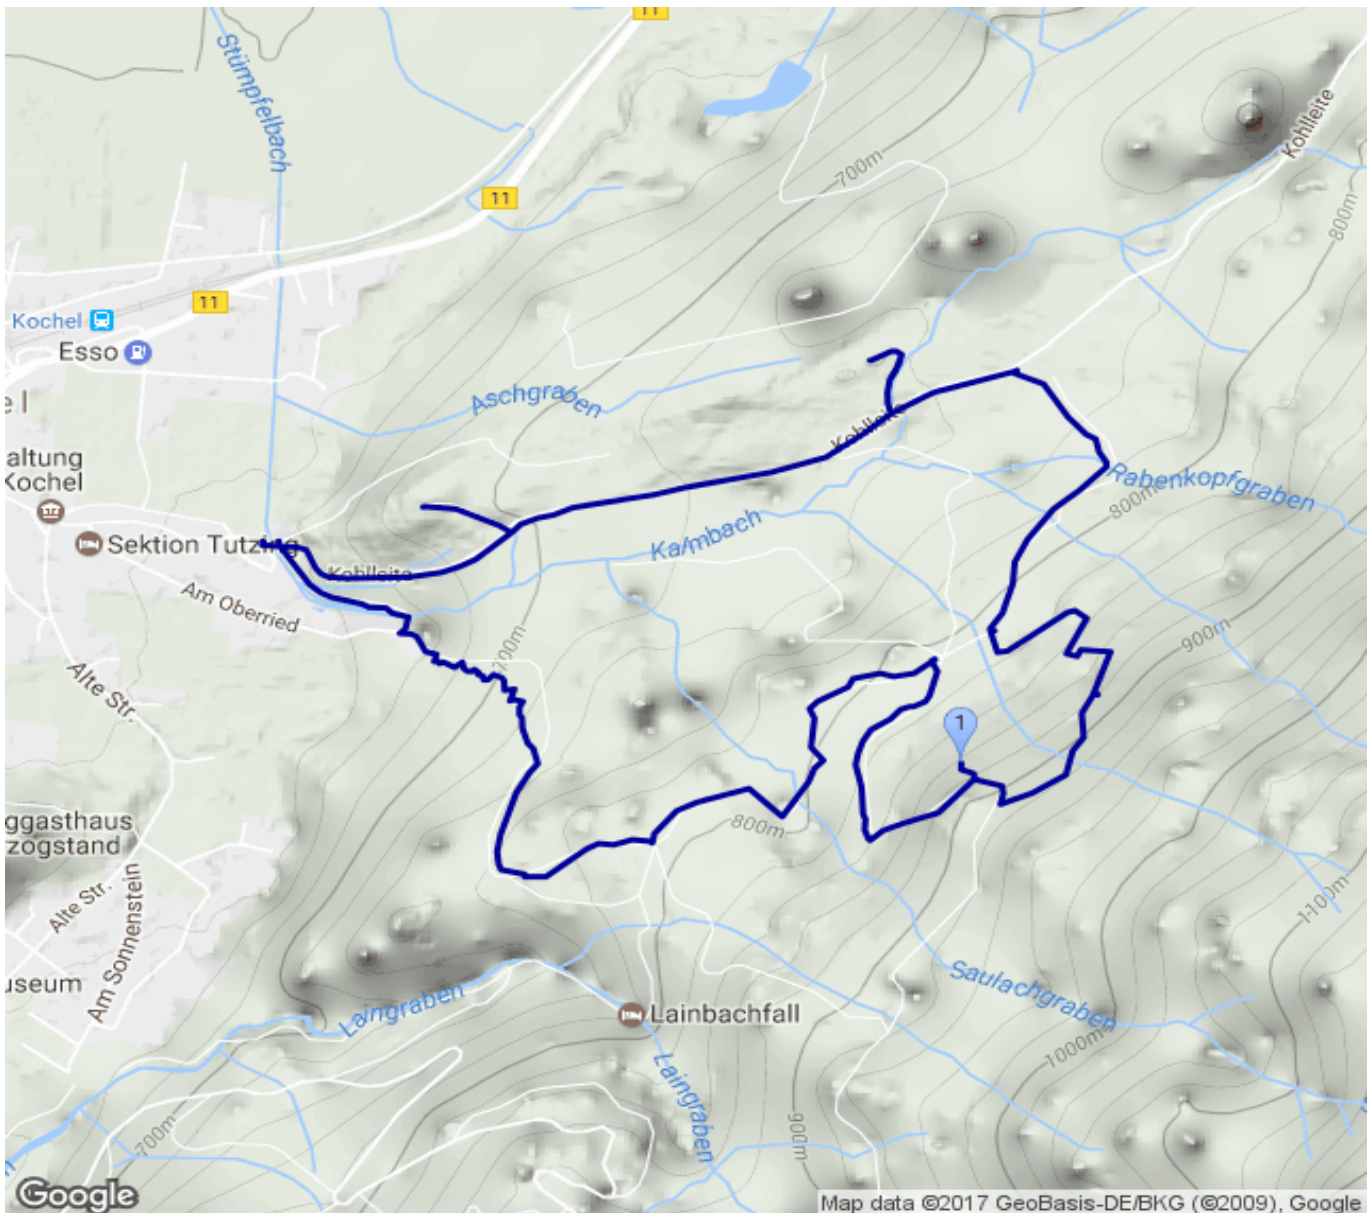 11
Stümpfelbach
Kohlleite
700m
11
800m
11
Kochel
Esso
Aschgraben
e l
Kohlleite
altung
Kochel
Rabenkopfgraben
800m
Sektion Tutzing
Ka/mbach
Kohlleite
Am Oberried
700m
900m
Alte Str.
1
ggasthaus
zogstand
800m
Alte Str.
Am Sonnenstein
1100m
useum
Laingraben
Saulachgraben
Lainbachfall
1000m
Laingraben
700m
900m
n
Google
Map data ©2017 GeoBasis-DE/BKG (©2009), Google